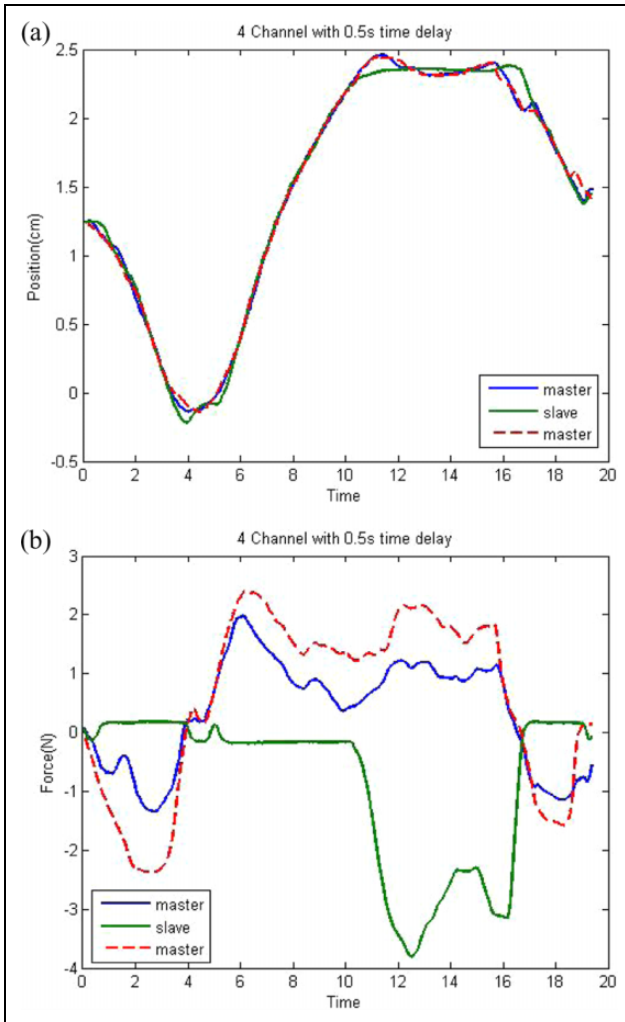 (a)
4 Channel with 0.5s time delay
2.5
2
1.5
1
0.5
0
-0.5
Position(cm)
0 2 4 6 8 10 12 14 16 18 20
Time
master
slave
master
(b)
4 Channel with 0.5s time delay
3
2
1
0
-1
-2
-3
-4
Force(N)
master
slave
master
0 2 4 6 8 10 12 14 16 18 20
Time